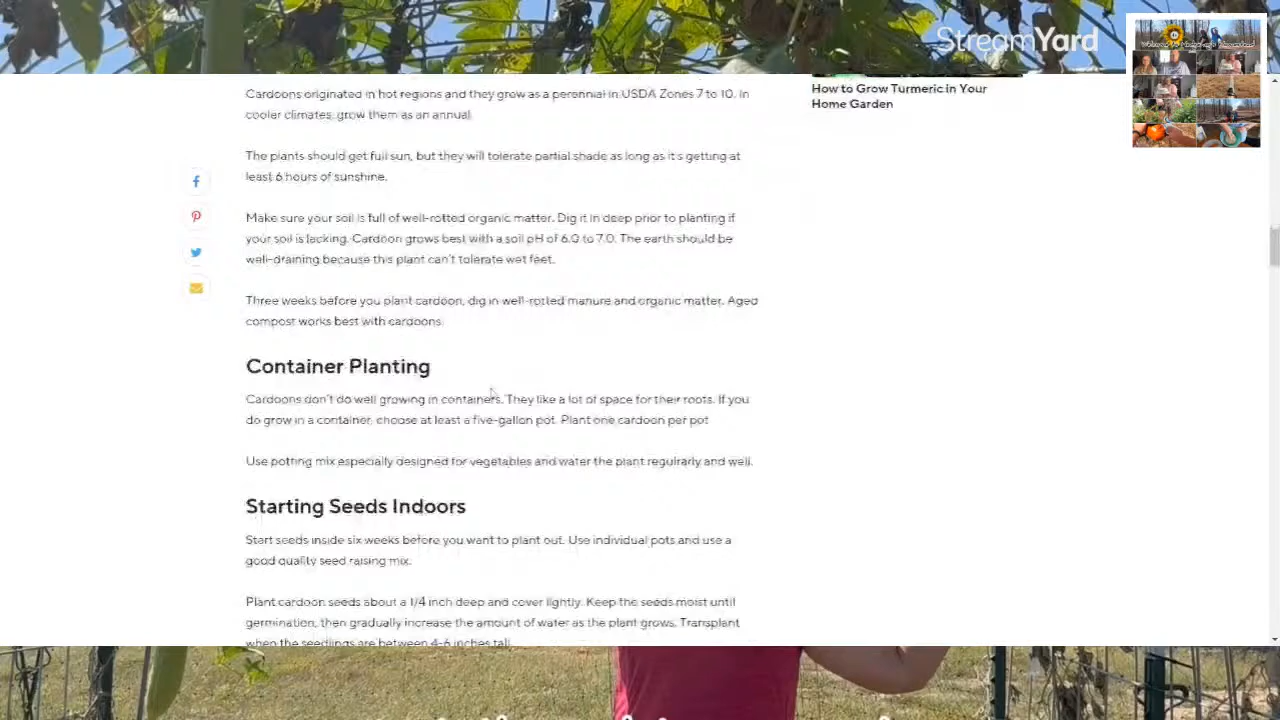 StreamYard
Cardoons originated in hot regions and they grow as a perennial in USDA Zones 7 to 10. In
cooler climates, grow them as an annual.
The plants should get full sun, but they will tolerate partial shade as long as it's getting at
least 6 hours of sunshine.
Make sure your soil is full of well-rotted organic matter. Dig it in deep prior to planting if
your soil is lacking. Cardoon grows best with a soil pH of 6.0 to 7.0. The earth should be
well-draining because this plant can't tolerate wet feet.
Three weeks before you plant cardoon, dig in well-rotted manure and organic matter. Aged
compost works best with cardoons.
Container Planting
Cardoons don't do well growing in containers. They like a lot of space for their roots. If you
do grow in a container, choose at least a five-gallon pot. Plant one cardoon per pot
Use potting mix especially designed for vegetables and water the plant regulrarly and well.
Starting Seeds Indoors
Start seeds inside six weeks before you want to plant out. Use individual pots and use a
good quality seed raising mix.
Plant cardoon seeds about a 1/4 inch deep and cover lightly. Keep the seeds moist until
germination, then gradually increase the amount of water as the plant grows. Transplant
when the seedlings are between 4-6 inches tall.
How to Grow Turmeric in Your
Home Garden